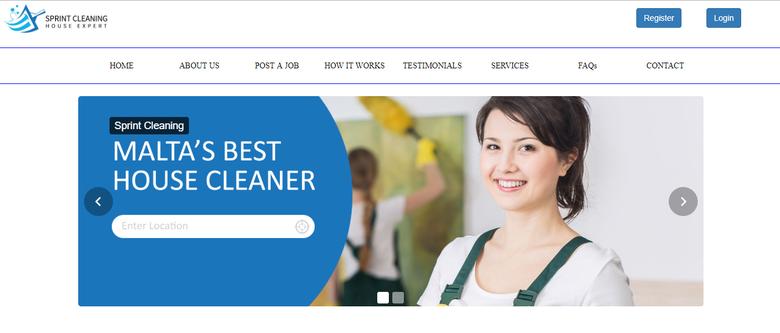 SPRINT CLEANING
HOUSE EXPERT
Register
Login
HOME
ABOUT US
POST A JOB
HOW IT WORKS
TESTIMONIALS
SERVICES
FAQs
CONTACT
Sprint Cleaning
MALTA'S BEST
HOUSE CLEANER
Enter Location